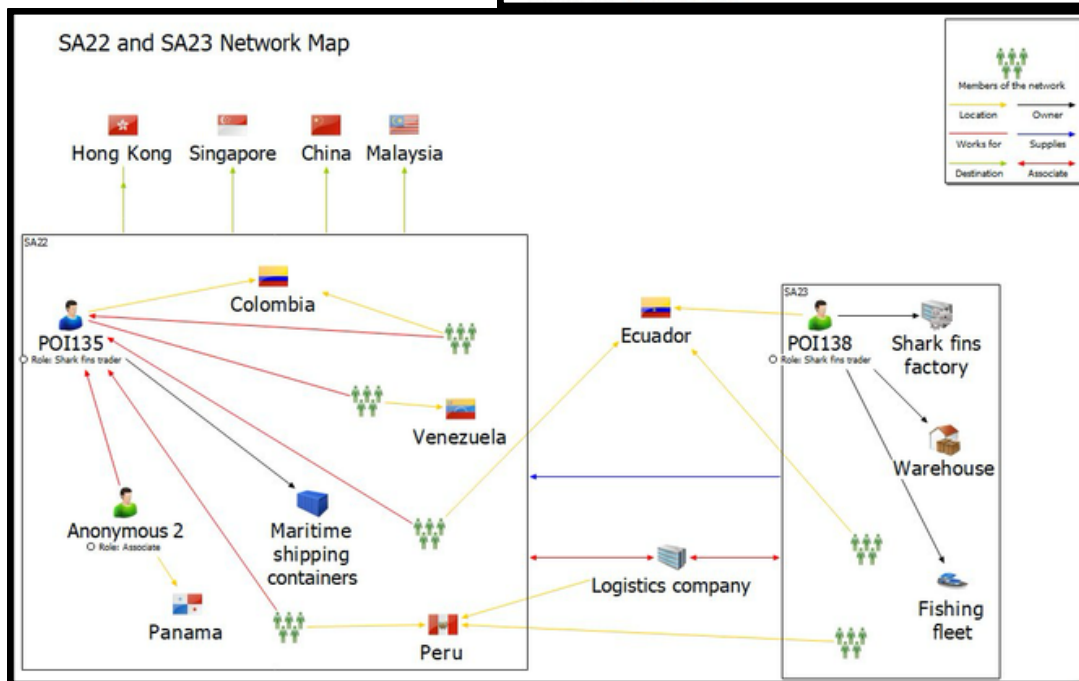 SA22 and SA23 Network Map
Members of the network
Location
Owner
Works for
Supplies
Destination
Associate
Hong Kong
Singapore
China
Malaysia
SA22
Colombia
POI135
Role: Shark fins trader
Venezuela
Anonymous 2
Role: Associate
Maritime
shipping
containers
Panama
Peru
Ecuador
Logistics company
SA23
POI138
Role: Shark fins trader
Shark fins
factory
Warehouse
Fishing
fleet